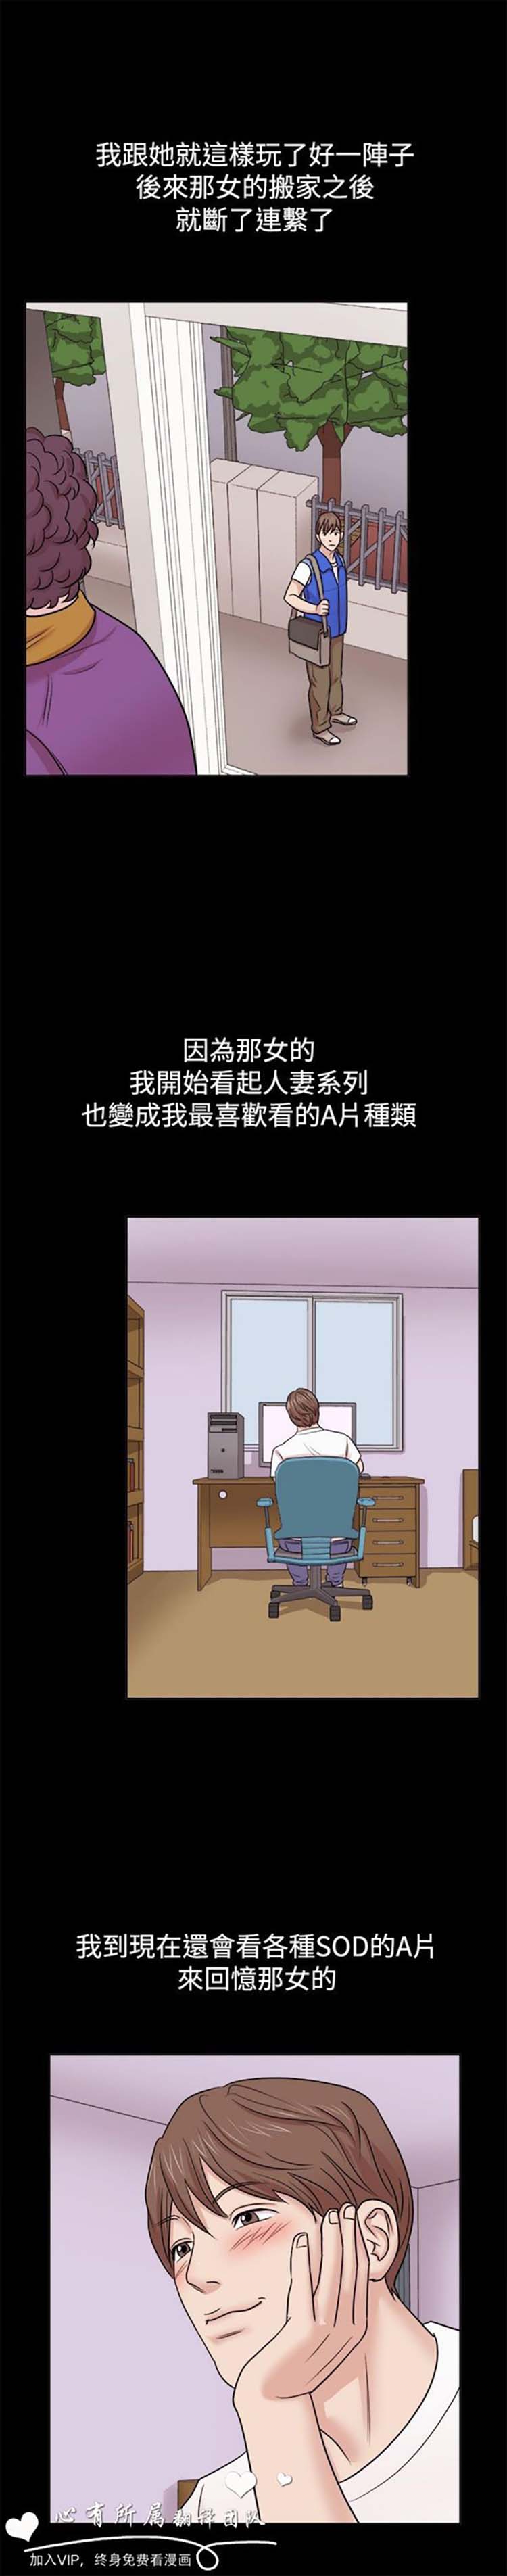 我跟她就這樣玩了好一陣子
後來那女的搬家之後
就斷了連繫了
因為那女的
我開始看起人妻系列
也變成我最喜歡看的A片種類
我到現在還會看各種SOD的A片
來回憶那女的
心有所属翻译团队
加入VIP，终身免费看漫画